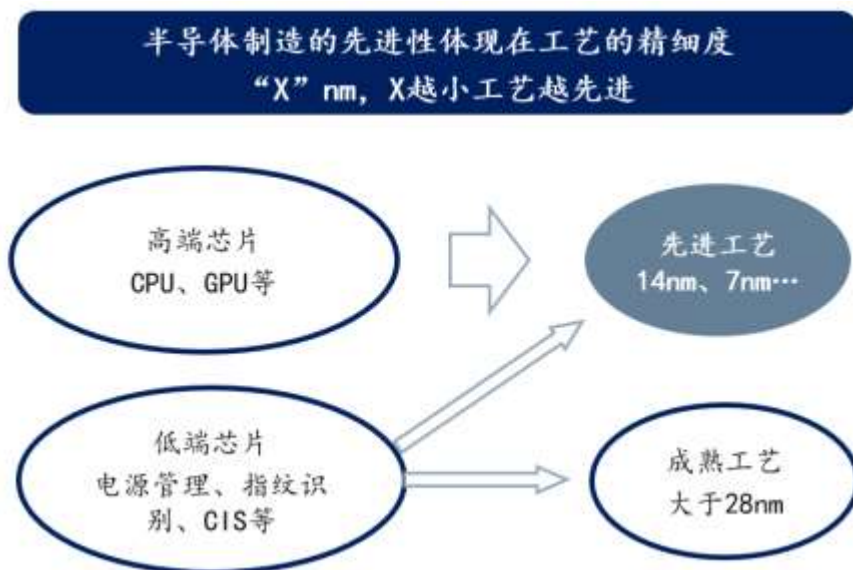 半导体制造的先进性体现在工艺的精细度
“X”nm，X越小工艺越先进
高端芯片
CPU、GPU等
先进工艺
14nm、7nm…
低端芯片
电源管理、指纹识
别、CIS等
成熟工艺
大于28nm